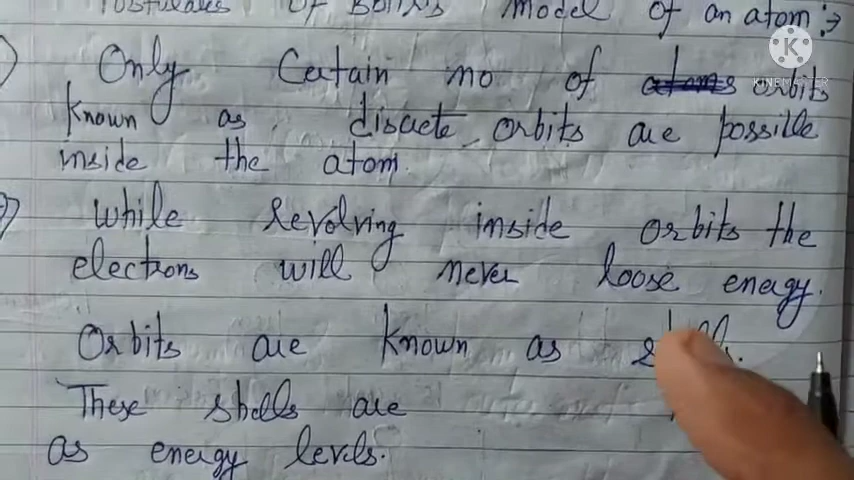 Postulates of Bohr's model of an atom :→
Only certain no of atoms orbits
known as discrete orbits are possible
inside the atom.
while revolving inside orbits the
electrons will never loose energy.
Orbits are known as shells.
These shells are
as energy levels.
KINEMASTER